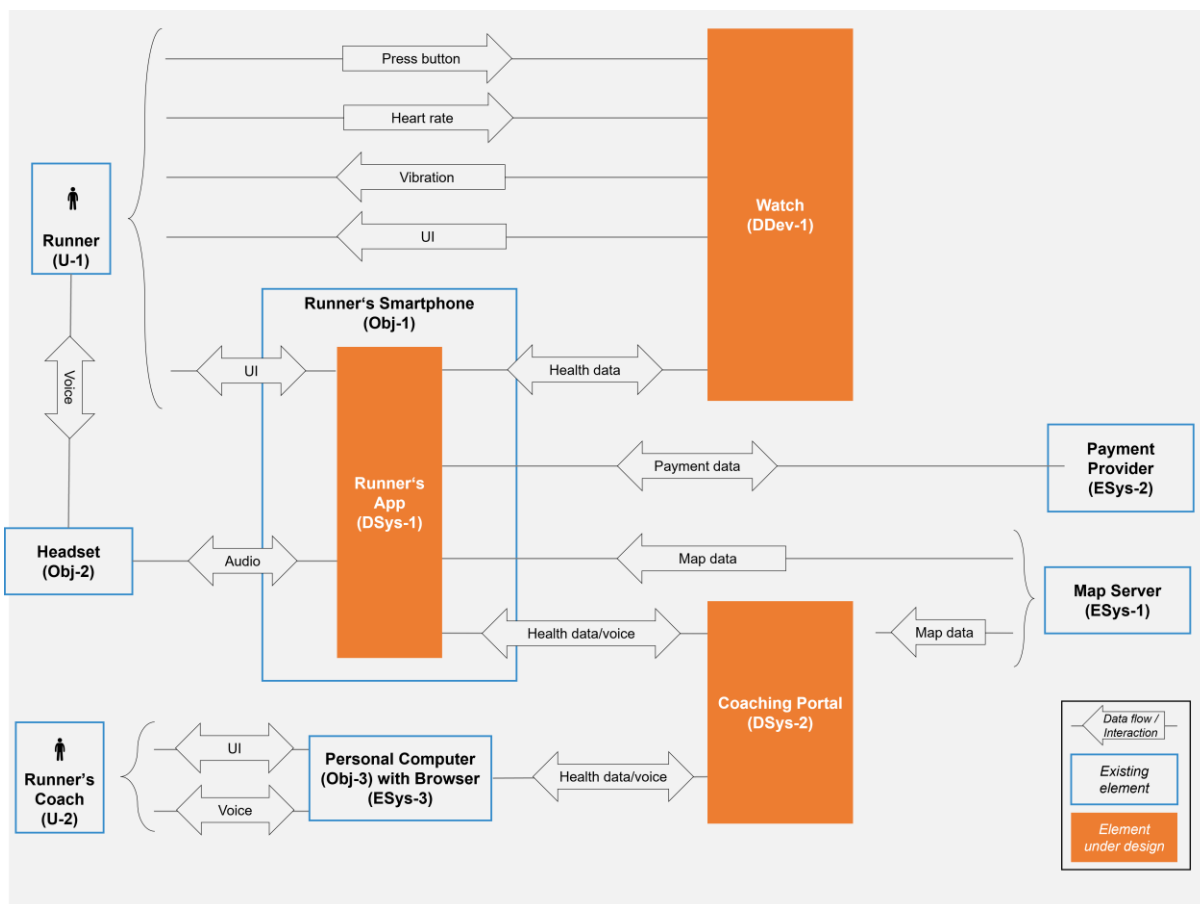 Press button
Heart rate
Vibration
UI
Watch
(DDev-1)
Runner
(U-1)
Voice
Runner‘s Smartphone
(Obj-1)
UI
Health data
Runner‘s
App
(DSys-1)
Payment data
Payment
Provider
(ESys-2)
Headset
(Obj-2)
Audio
Map data
Map Server
(ESys-1)
Health data/voice
Map data
Coaching Portal
(DSys-2)
Runner‘s
Coach
(U-2)
UI
Voice
Personal Computer
(Obj-3) with Browser
(ESys-3)
Health data/voice
Data flow /
Interaction
Existing
element
Element
under design